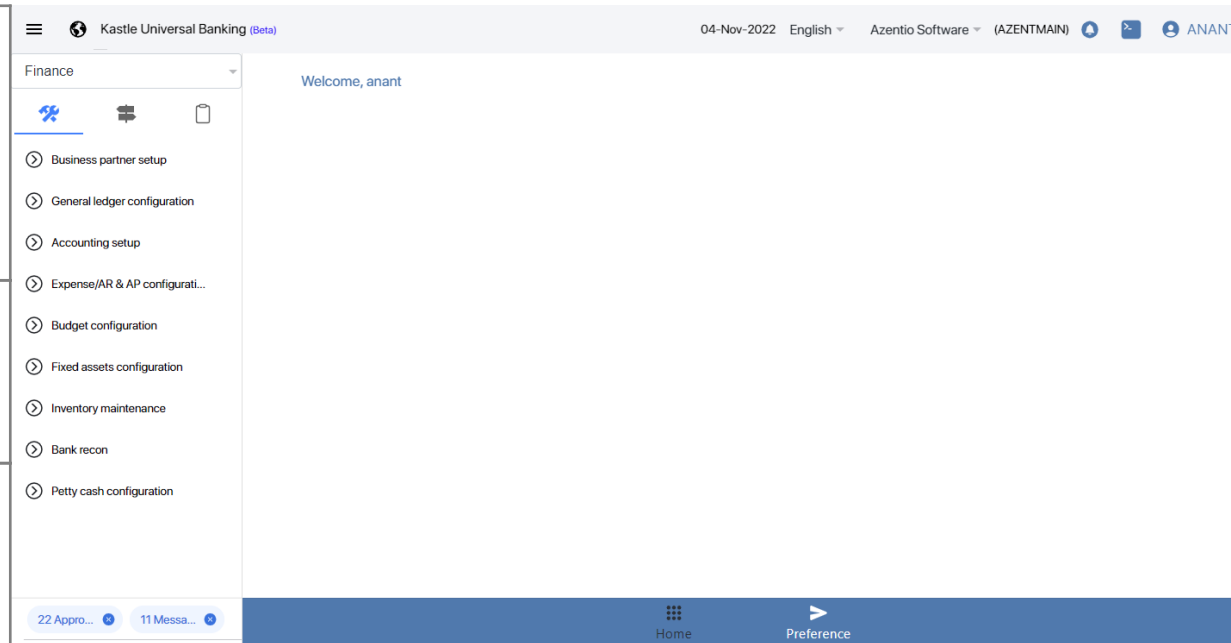 Kastle Universal Banking (Beta)
04-Nov-2022 English Azentio Software (AZENTMAIN) ANANT
Finance
Welcome, anant
Business partner setup
General ledger configuration
Accounting setup
Expense/AR & AP configurati...
Budget configuration
Fixed assets configuration
Inventory maintenance
Bank recon
Petty cash configuration
22 Appro... 11 Messa...
Home Preference